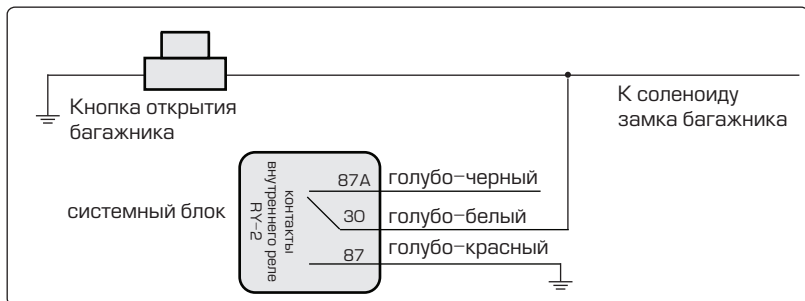 Кнопка открытия
багажника
К соленоиду
замка багажника
системный блок
контакты
внутреннего реле
RY-2
87A голубо-черный
30 голубо-белый
87 голубо-красный